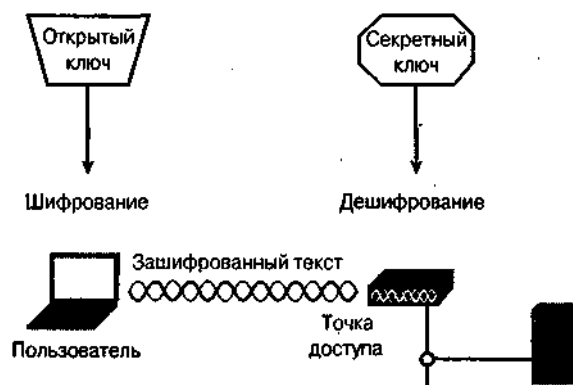 Открытый
ключ
Секретный
ключ
Шифрование
Дешифрование
Зашифрованный текст
Пользователь
Точка
доступа